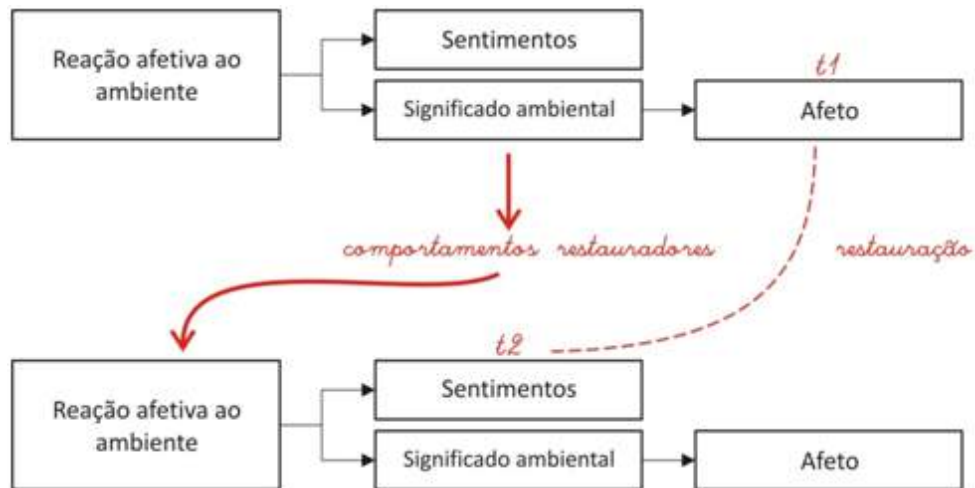 Reação afetiva ao
ambiente
Sentimentos
Significado ambiental
t1
Afeto
comportamentos restauradores
restauração
t2
Reação afetiva ao
ambiente
Sentimentos
Significado ambiental
Afeto